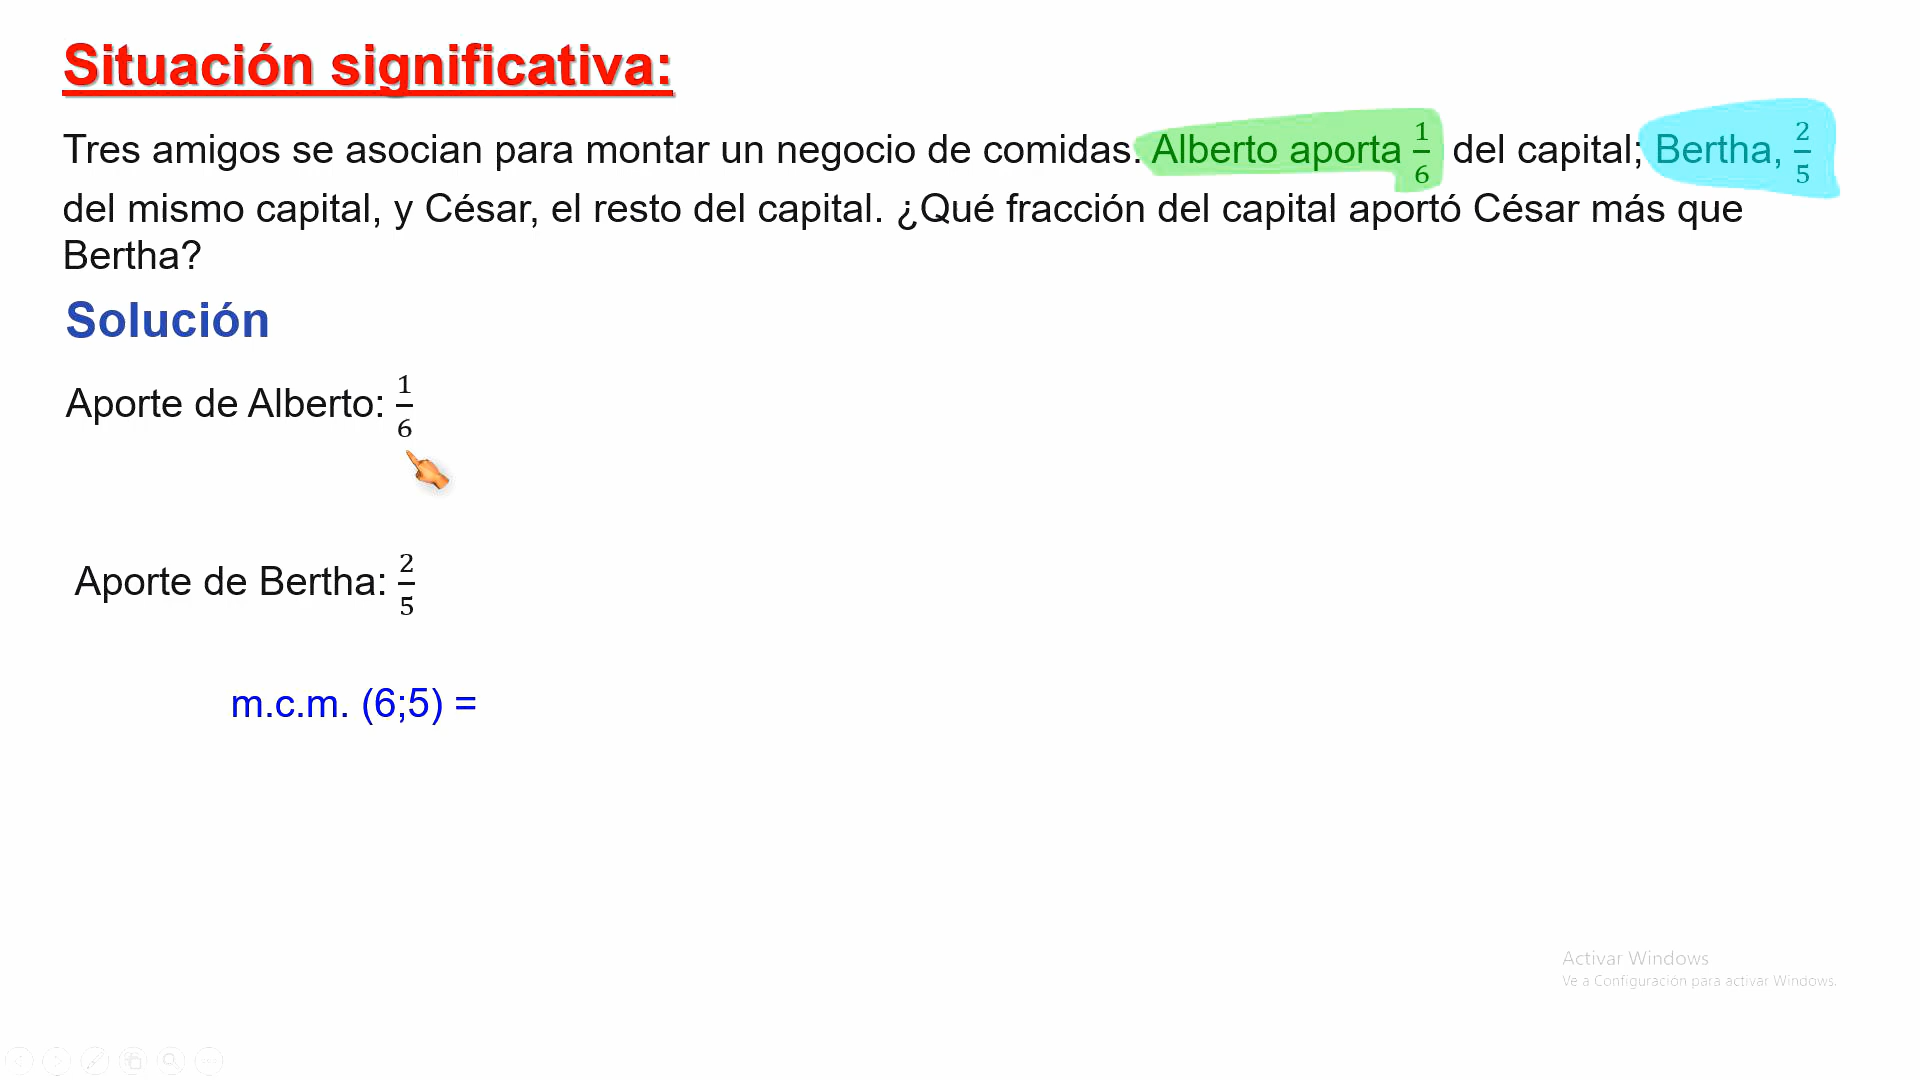 Situación significativa:
Tres amigos se asocian para montar un negocio de comidas. Alberto aporta 1/6 del capital; Bertha, 2/5
del mismo capital, y César, el resto del capital. ¿Qué fracción del capital aportó César más que
Bertha?
Solución
Aporte de Alberto: 1/6
Aporte de Bertha: 2/5
m.c.m. (6;5) =
Activar Windows
Ve a Configuración para activar Windows.